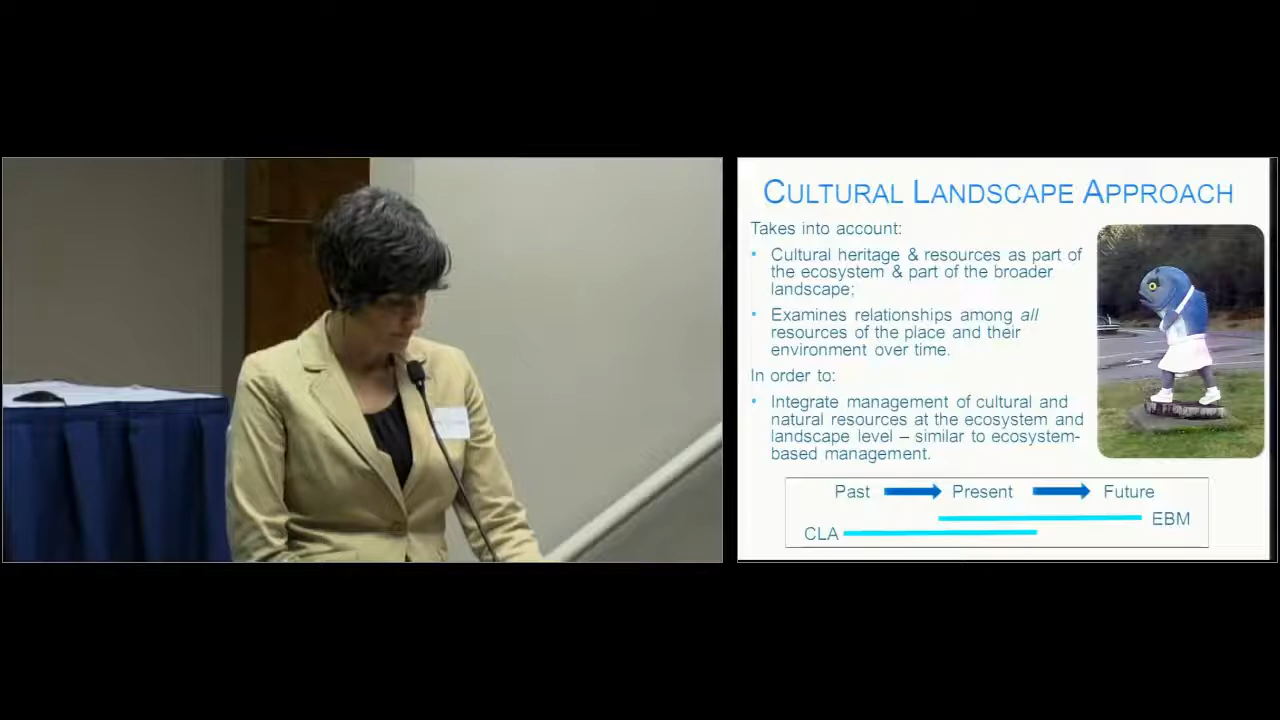 CULTURAL LANDSCAPE APPROACH
Takes into account:
• Cultural heritage & resources as part of
the ecosystem & part of the broader
landscape;
• Examines relationships among all
resources of the place and their
environment over time.
In order to:
• Integrate management of cultural and
natural resources at the ecosystem and
landscape level – similar to ecosystem-
based management.
Past Present Future
EBM
CLA